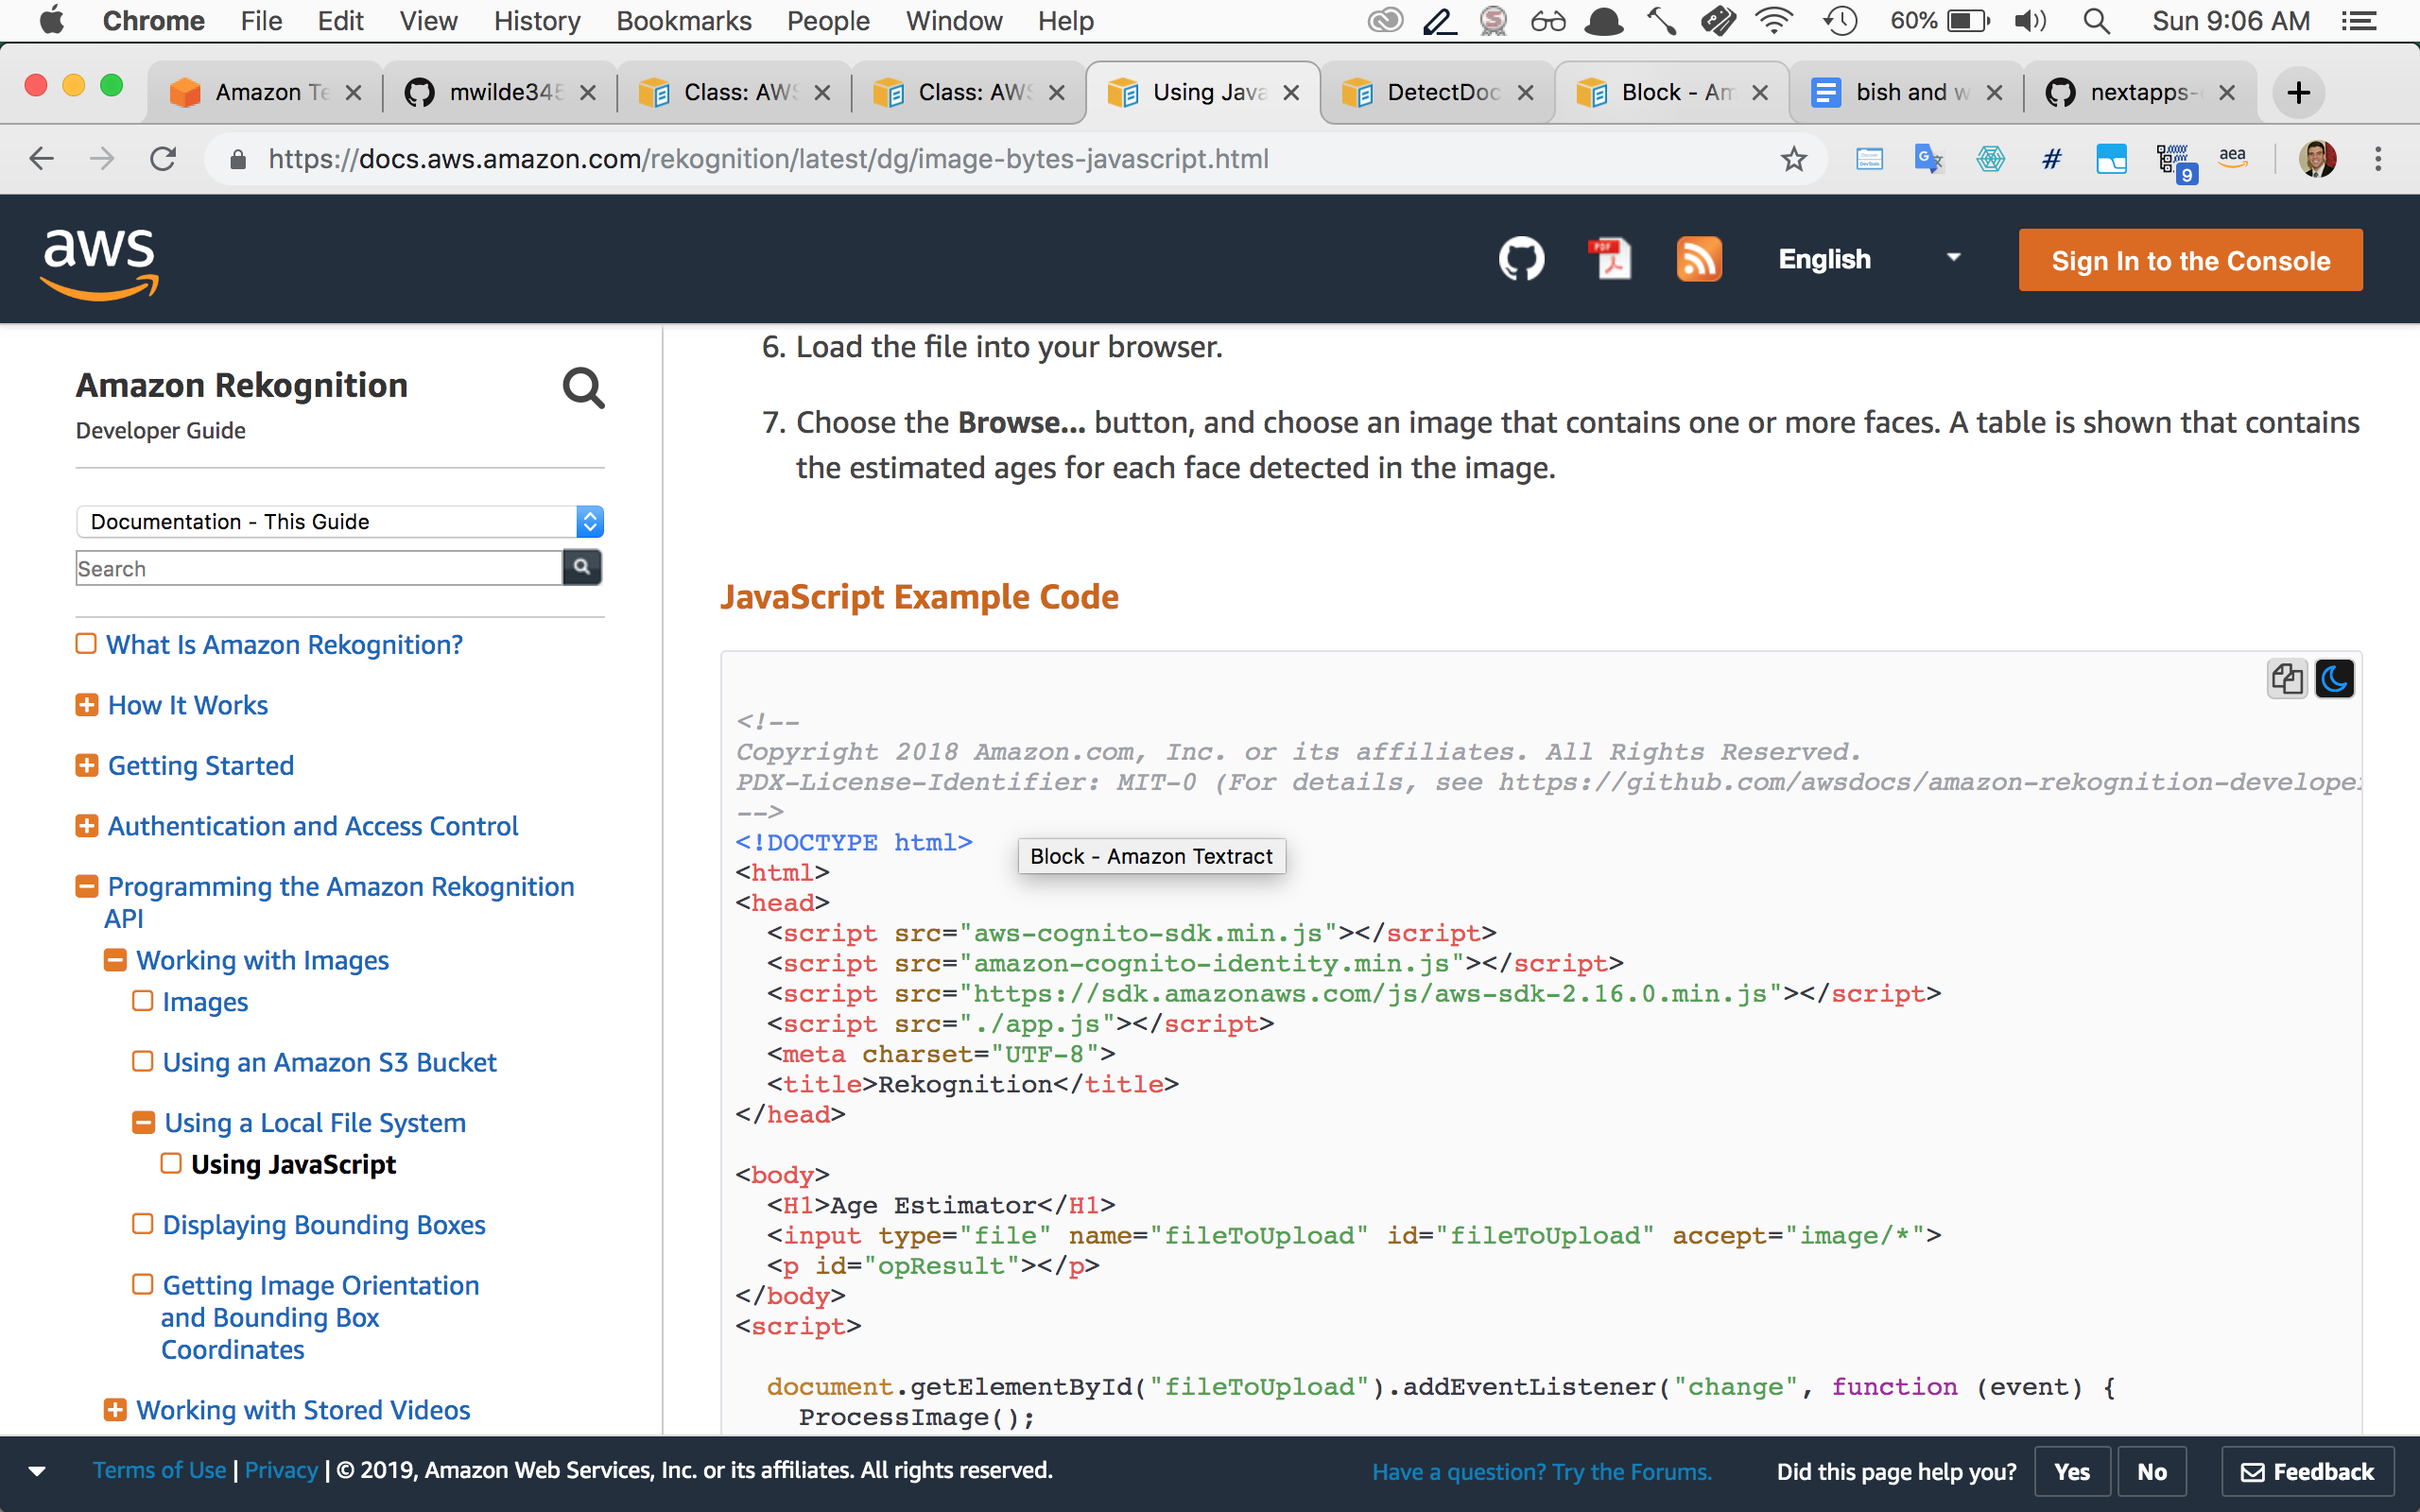 Chrome File Edit View History Bookmarks People Window Help 60% Sun 9:06 AM
Amazon Te mwilde345 Class: AWS Class: AWS Using Java DetectDoc Block - Am bish and w nextapps-
https://docs.aws.amazon.com/rekognition/latest/dg/image-bytes-javascript.html
# 9 aea
aws
PDF
English
Sign In to the Console
Amazon Rekognition
Developer Guide
Documentation - This Guide
Search
What Is Amazon Rekognition?
How It Works
Getting Started
Authentication and Access Control
Programming the Amazon Rekognition
API
Working with Images
Images
Using an Amazon S3 Bucket
Using a Local File System
Using JavaScript
Displaying Bounding Boxes
Getting Image Orientation
and Bounding Box
Coordinates
Working with Stored Videos
6. Load the file into your browser.
7. Choose the Browse... button, and choose an image that contains one or more faces. A table is shown that contains
the estimated ages for each face detected in the image.
JavaScript Example Code
<!--
Copyright 2018 Amazon.com, Inc. or its affiliates. All Rights Reserved.
PDX-License-Identifier: MIT-0 (For details, see https://github.com/awsdocs/amazon-rekognition-develope
-->
<!DOCTYPE html>
Block - Amazon Textract
<html>
<head>
<script src="aws-cognito-sdk.min.js"></script>
<script src="amazon-cognito-identity.min.js"></script>
<script src="https://sdk.amazonaws.com/js/aws-sdk-2.16.0.min.js"></script>
<script src="./app.js"></script>
<meta charset="UTF-8">
<title>Rekognition</title>
</head>
<body>
<H1>Age Estimator</H1>
<input type="file" name="fileToUpload" id="fileToUpload" accept="image/*">
<p id="opResult"></p>
</body>
<script>
document.getElementById("fileToUpload").addEventListener("change", function (event) {
ProcessImage();
Terms of Use | Privacy | © 2019, Amazon Web Services, Inc. or its affiliates. All rights reserved.
Have a question? Try the Forums.
Did this page help you? Yes No Feedback